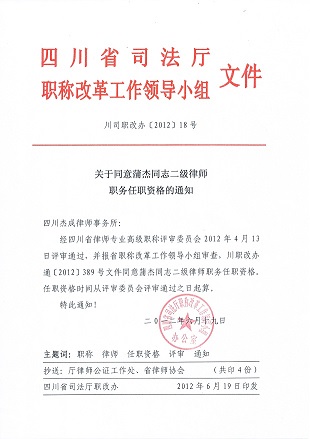 四川省司法厅
职称改革工作领导小组 文件
川司职改办〔2012〕18号
关于同意蒲杰同志二级律师
职务任职资格的通知
四川杰成律师事务所：
经四川省律师专业高级职称评审委员会2012年4月13
日评审通过，并报省职称改革工作领导小组审查，川职改办
通〔2012〕389号文件同意蒲杰同志二级律师职务任职资格，
任职资格时间从评审委员会评审通过之日起算。
特此通知！
二〇一二年六月十九日
主题词：职称 律师 任职资格 评审 通知
抄送：厅律师公证工作处、省律师协会 （共印4份）
四川省司法厅职改办 2012年6月19日印发